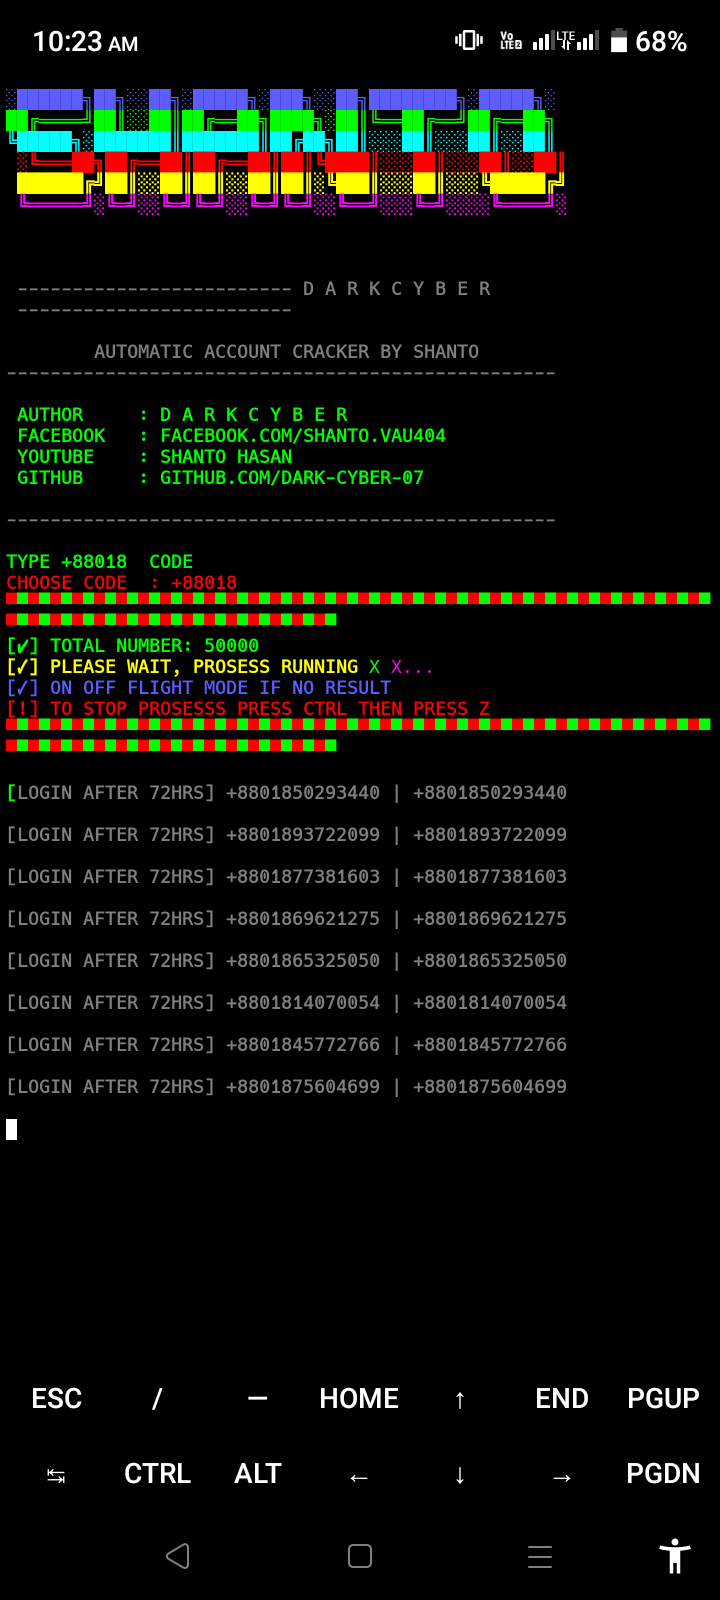 10:23 AM
Vo LTE 2 LTE 68%
SHANTO
------------------------- D A R K C Y B E R
-------------------------
AUTOMATIC ACCOUNT CRACKER BY SHANTO
--------------------------------------------------
AUTHOR : D A R K C Y B E R
FACEBOOK : FACEBOOK.COM/SHANTO.VAU404
YOUTUBE : SHANTO HASAN
GITHUB : GITHUB.COM/DARK-CYBER-07
--------------------------------------------------
TYPE +88018 CODE
CHOOSE CODE : +88018
[✓] TOTAL NUMBER: 50000
[✓] PLEASE WAIT, PROSESS RUNNING X X...
[✓] ON OFF FLIGHT MODE IF NO RESULT
[!] TO STOP PROSESSS PRESS CTRL THEN PRESS Z
[LOGIN AFTER 72HRS] +8801850293440 | +8801850293440
[LOGIN AFTER 72HRS] +8801893722099 | +8801893722099
[LOGIN AFTER 72HRS] +8801877381603 | +8801877381603
[LOGIN AFTER 72HRS] +8801869621275 | +8801869621275
[LOGIN AFTER 72HRS] +8801865325050 | +8801865325050
[LOGIN AFTER 72HRS] +8801814070054 | +8801814070054
[LOGIN AFTER 72HRS] +8801845772766 | +8801845772766
[LOGIN AFTER 72HRS] +8801875604699 | +8801875604699
ESC / — HOME ↑ END PGUP
↹ CTRL ALT ← ↓ → PGDN